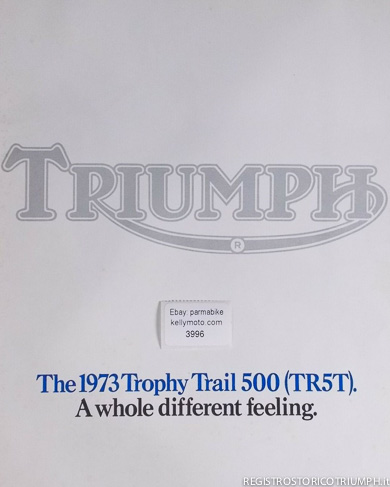 TRIUMPH
®
Ebay parmabike
kellymoto.com
3996
The 1973 Trophy Trail 500 (TR5T).
A whole different feeling.
REGISTROSTORICOTRIUMPH.it